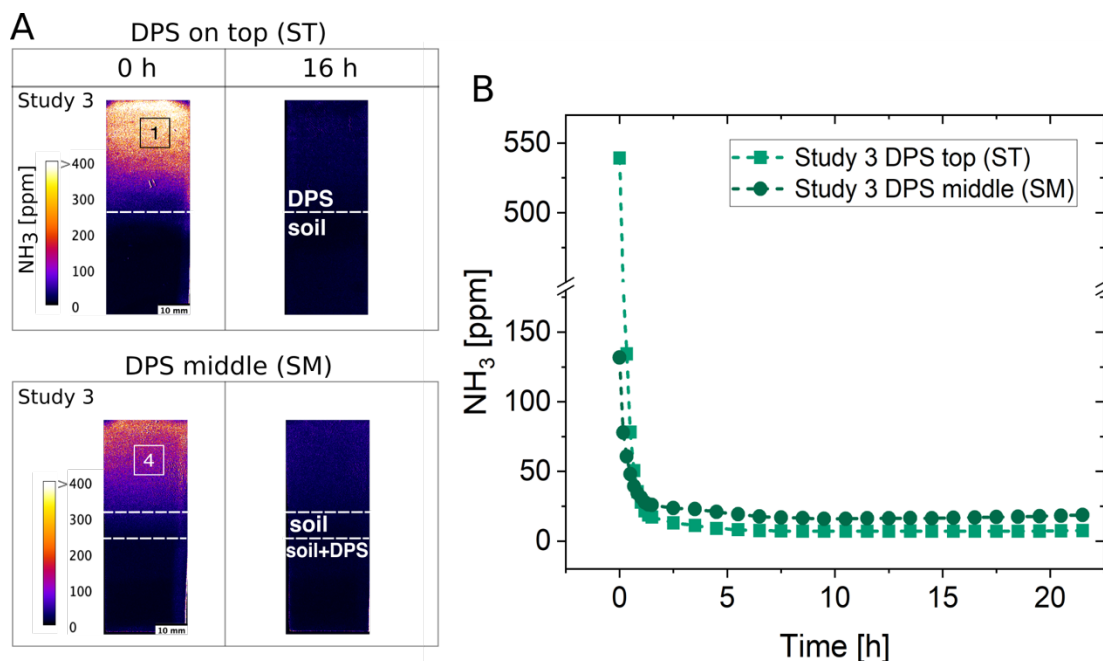 A
DPS on top (ST)
0 h
16 h
Study 3
1
>400
300
200
100
0
NH3 [ppm]
10 mm
DPS
soil
DPS middle (SM)
Study 3
4
>400
300
200
100
0
10 mm
soil
soil+DPS
B
Study 3 DPS top (ST)
Study 3 DPS middle (SM)
550
500
150
100
50
0
NH3 [ppm]
0
5
10
15
20
Time [h]